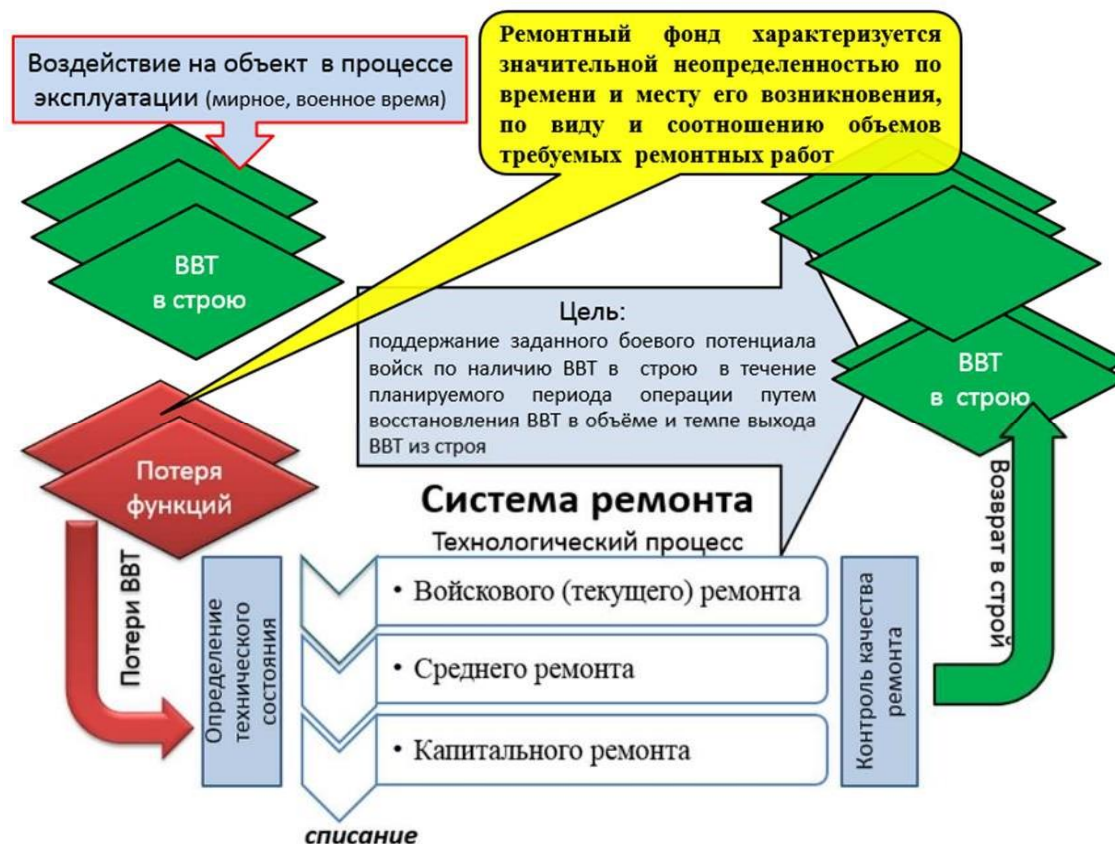 Воздействие на объект в процессе
эксплуатации (мирное, военное время)
Ремонтный фонд характеризуется
значительной неопределенностью по
времени и месту его возникновения,
по виду и соотношению объемов
требуемых ремонтных работ
ВВТ
в строю
Цель:
поддержание заданного боевого потенциала
войск по наличию ВВТ в строю в течение
планируемого периода операции путем
восстановления ВВТ в объёме и темпе выхода
ВВТ из строя
ВВТ
в строю
Потеря
функций
Потери ВВТ
Определение
технического
состояния
Система ремонта
Технологический процесс
• Войскового (текущего) ремонта
• Среднего ремонта
• Капитального ремонта
списание
Контроль качества
ремонта
Возврат в строй